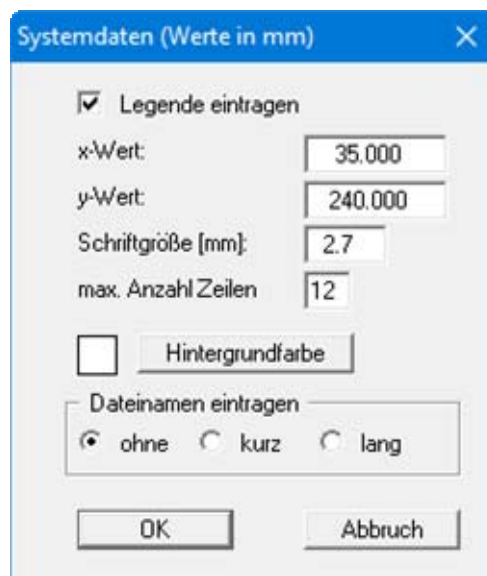 Systemdaten (Werte in mm)
Legende eintragen
x-Wert: 35.000
y-Wert: 240.000
Schriftgröße [mm]: 2.7
max. Anzahl Zeilen 12
Hintergrundfarbe
Dateinamen eintragen
ohne kurz lang
OK Abbruch